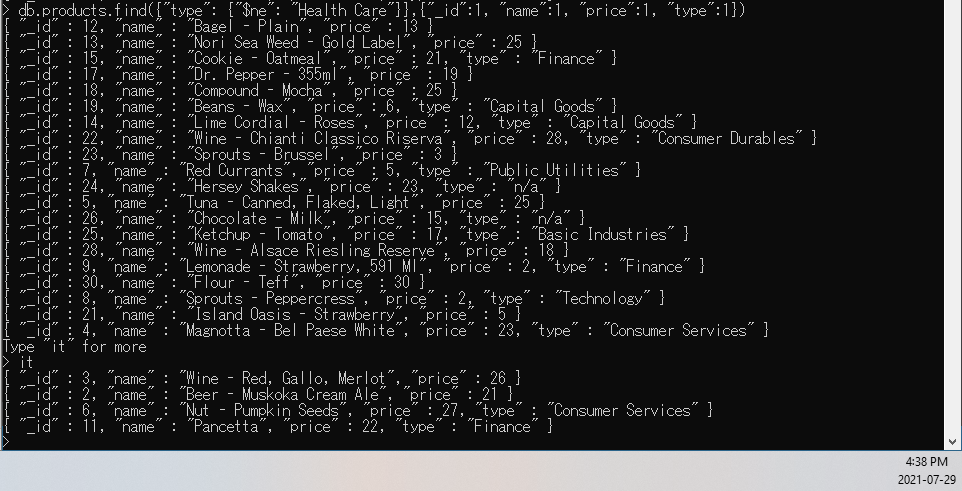 > db.products.find({"type": {"$ne": "Health Care"}},{"_id":1, "name":1, "price":1, "type":1})
{ "_id" : 12, "name" : "Bagel - Plain", "price" : 13 }
{ "_id" : 13, "name" : "Nori Sea Weed - Gold Label", "price" : 25 }
{ "_id" : 15, "name" : "Cookie - Oatmeal", "price" : 21, "type" : "Finance" }
{ "_id" : 17, "name" : "Dr. Pepper - 355ml", "price" : 19 }
{ "_id" : 18, "name" : "Compound - Mocha", "price" : 25 }
{ "_id" : 19, "name" : "Beans - Wax", "price" : 6, "type" : "Capital Goods" }
{ "_id" : 14, "name" : "Lime Cordial - Roses", "price" : 12, "type" : "Capital Goods" }
{ "_id" : 22, "name" : "Wine - Chianti Classico Riserva", "price" : 28, "type" : "Consumer Durables" }
{ "_id" : 23, "name" : "Sprouts - Brussel", "price" : 3 }
{ "_id" : 7, "name" : "Red Currants", "price" : 5, "type" : "Public Utilities" }
{ "_id" : 24, "name" : "Hersey Shakes", "price" : 23, "type" : "n/a" }
{ "_id" : 5, "name" : "Tuna - Canned, Flaked, Light", "price" : 25 }
{ "_id" : 26, "name" : "Chocolate - Milk", "price" : 15, "type" : "n/a" }
{ "_id" : 25, "name" : "Ketchup - Tomato", "price" : 17, "type" : "Basic Industries" }
{ "_id" : 28, "name" : "Wine - Alsace Riesling Reserve", "price" : 18 }
{ "_id" : 9, "name" : "Lemonade - Strawberry, 591 Ml", "price" : 2, "type" : "Finance" }
{ "_id" : 30, "name" : "Flour - Teff", "price" : 30 }
{ "_id" : 8, "name" : "Sprouts - Peppercress", "price" : 2, "type" : "Technology" }
{ "_id" : 21, "name" : "Island Oasis - Strawberry", "price" : 5 }
{ "_id" : 4, "name" : "Magnotta - Bel Paese White", "price" : 23, "type" : "Consumer Services" }
Type "it" for more
> it
{ "_id" : 3, "name" : "Wine - Red, Gallo, Merlot", "price" : 26 }
{ "_id" : 2, "name" : "Beer - Muskoka Cream Ale", "price" : 21 }
{ "_id" : 6, "name" : "Nut - Pumpkin Seeds", "price" : 27, "type" : "Consumer Services" }
{ "_id" : 11, "name" : "Pancetta", "price" : 22, "type" : "Finance" }
>
4:38 PM
2021-07-29